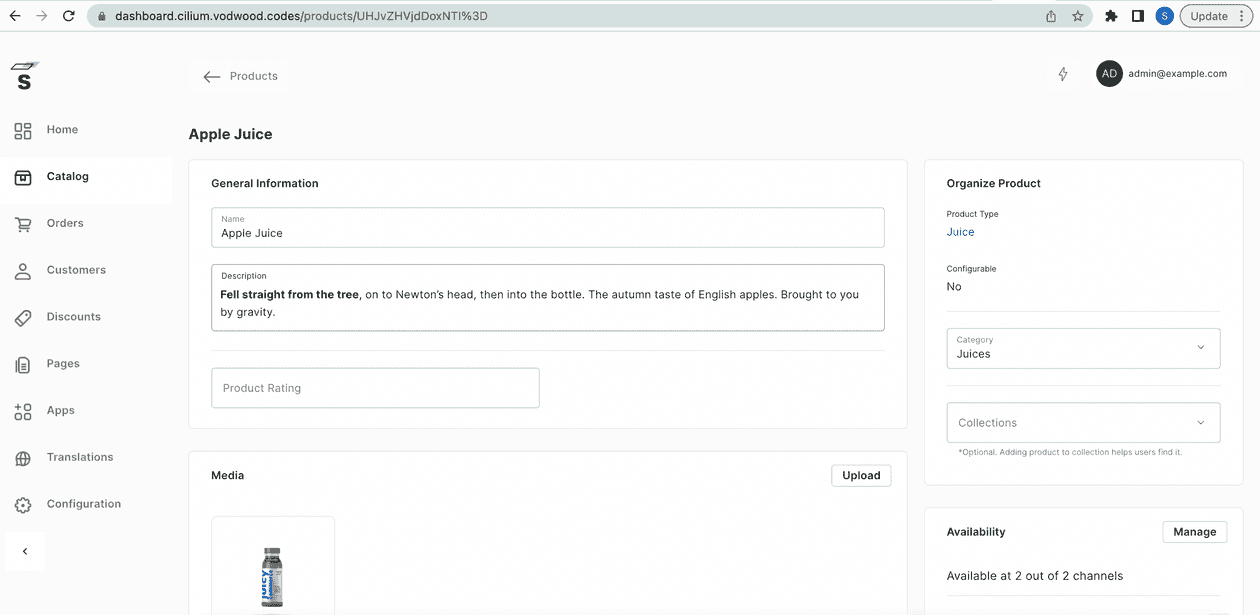 dashboard.cilium.vodwood.codes/products/UHJvZHVjdDoxNTI%3D
S
Update
S
Products
AD
admin@example.com
Home
Apple Juice
Catalog
General Information
Organize Product
Product Type
Juice
Name
Apple Juice
Orders
Customers
Description
Fell straight from the tree, on to Newton's head, then into the bottle. The autumn taste of English apples. Brought to you
by gravity.
Configurable
No
Discounts
Category
Juices
Pages
Product Rating
Apps
Collections
*Optional. Adding product to collection helps users find it.
Translations
Media
Upload
Configuration
Availability
Manage
Available at 2 out of 2 channels
JUICY